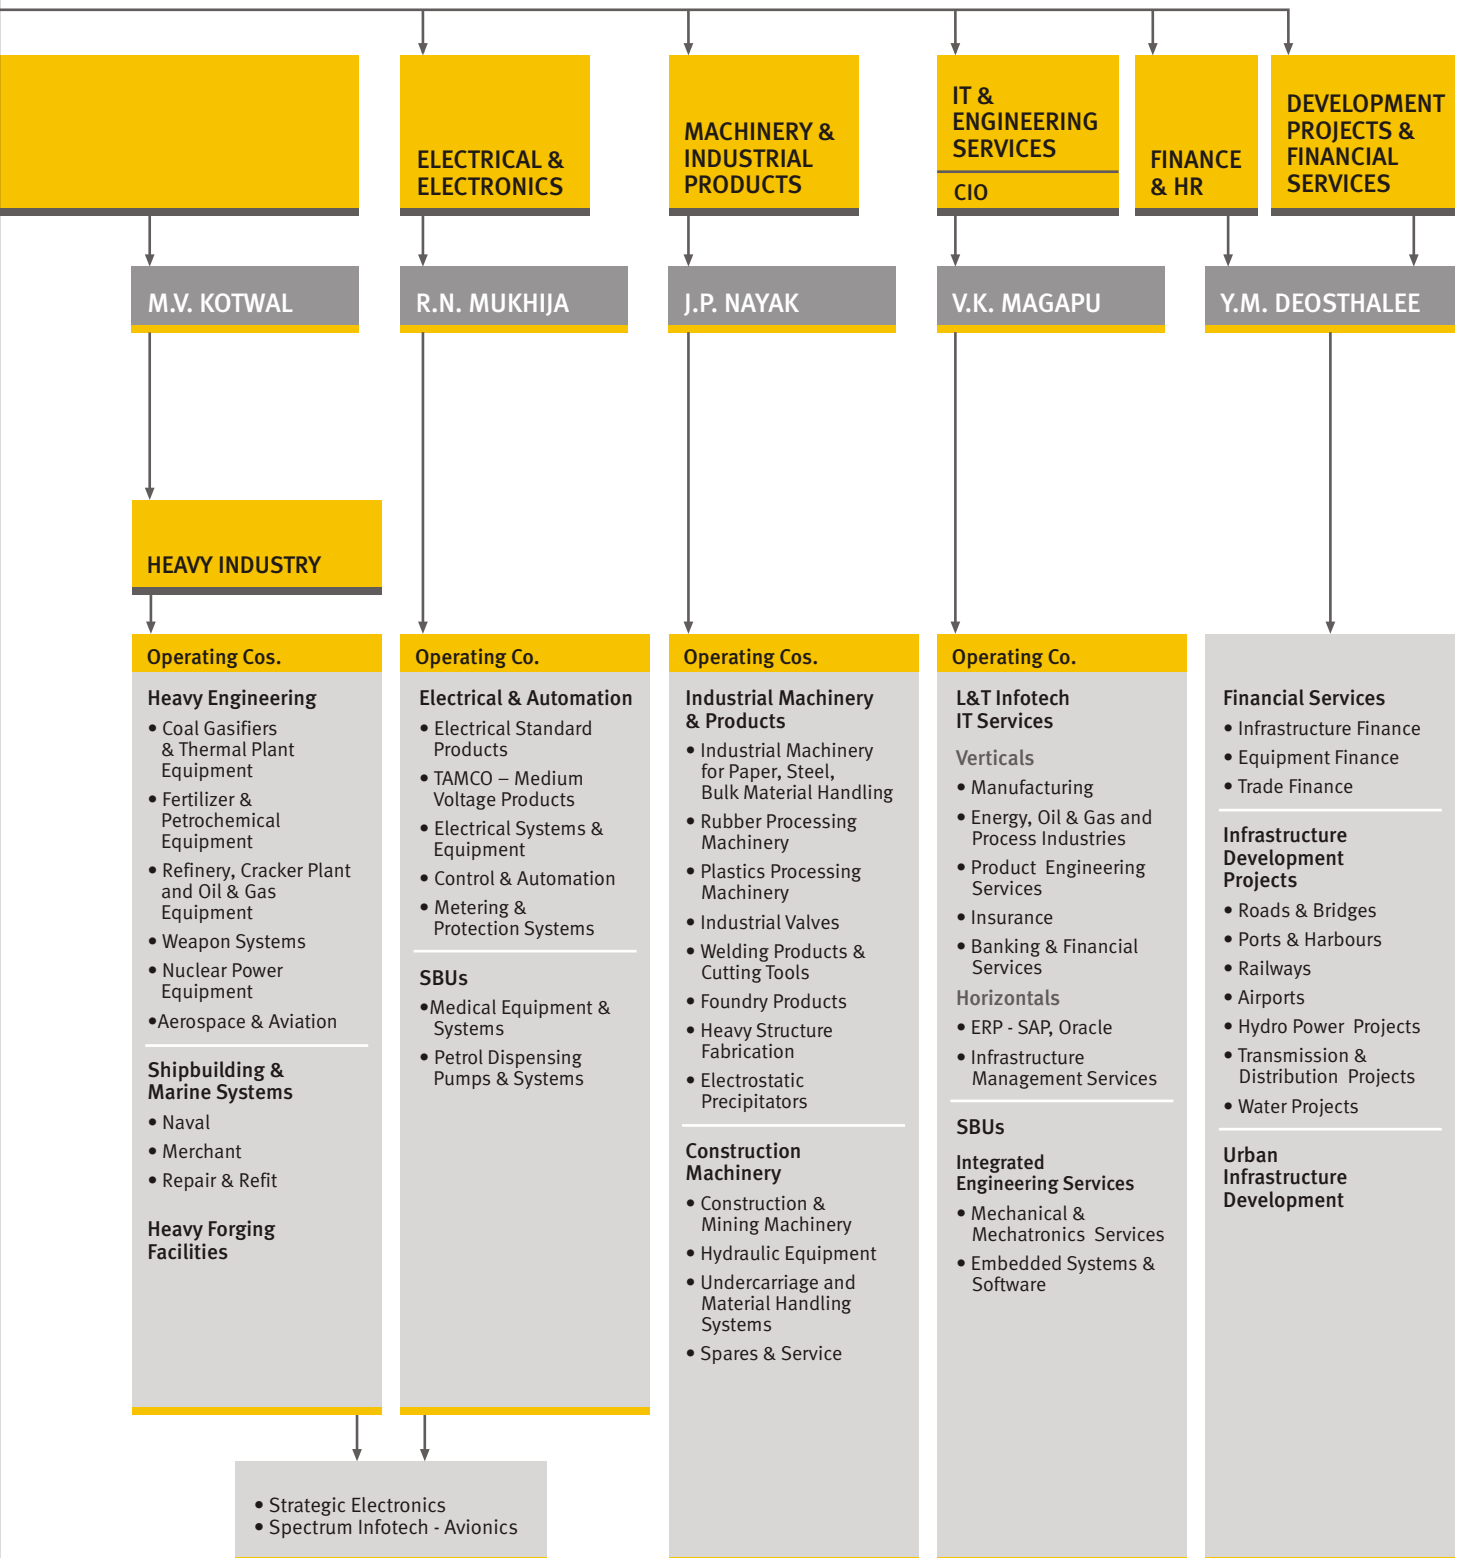 ELECTRICAL &
ELECTRONICS
MACHINERY &
INDUSTRIAL
PRODUCTS
IT &
ENGINEERING
SERVICES
CIO
FINANCE
& HR
DEVELOPMENT
PROJECTS &
FINANCIAL
SERVICES
M.V. KOTWAL
R.N. MUKHIJA
J.P. NAYAK
V.K. MAGAPU
Y.M. DEOSTHALEE
HEAVY INDUSTRY
Operating Cos.
Heavy Engineering
• Coal Gasifiers
& Thermal Plant
Equipment
• Fertilizer &
Petrochemical
Equipment
• Refinery, Cracker Plant
and Oil & Gas
Equipment
• Weapon Systems
• Nuclear Power
Equipment
•Aerospace & Aviation
Shipbuilding &
Marine Systems
• Naval
• Merchant
• Repair & Refit
Heavy Forging
Facilities
Operating Co.
Electrical & Automation
• Electrical Standard
Products
• TAMCO – Medium
Voltage Products
• Electrical Systems &
Equipment
• Control & Automation
• Metering &
Protection Systems
SBUs
•Medical Equipment &
Systems
• Petrol Dispensing
Pumps & Systems
• Strategic Electronics
• Spectrum Infotech - Avionics
Operating Cos.
Industrial Machinery
& Products
• Industrial Machinery
for Paper, Steel,
Bulk Material Handling
• Rubber Processing
Machinery
• Plastics Processing
Machinery
• Industrial Valves
• Welding Products &
Cutting Tools
• Foundry Products
• Heavy Structure
Fabrication
• Electrostatic
Precipitators
Construction
Machinery
• Construction &
Mining Machinery
• Hydraulic Equipment
• Undercarriage and
Material Handling
Systems
• Spares & Service
Operating Co.
L&T Infotech
IT Services
Verticals
• Manufacturing
• Energy, Oil & Gas and
Process Industries
• Product Engineering
Services
• Insurance
• Banking & Financial
Services
Horizontals
• ERP - SAP, Oracle
• Infrastructure
Management Services
SBUs
Integrated
Engineering Services
• Mechanical &
Mechatronics Services
• Embedded Systems &
Software
Financial Services
• Infrastructure Finance
• Equipment Finance
• Trade Finance
Infrastructure
Development
Projects
• Roads & Bridges
• Ports & Harbours
• Railways
• Airports
• Hydro Power Projects
• Transmission &
Distribution Projects
• Water Projects
Urban
Infrastructure
Development